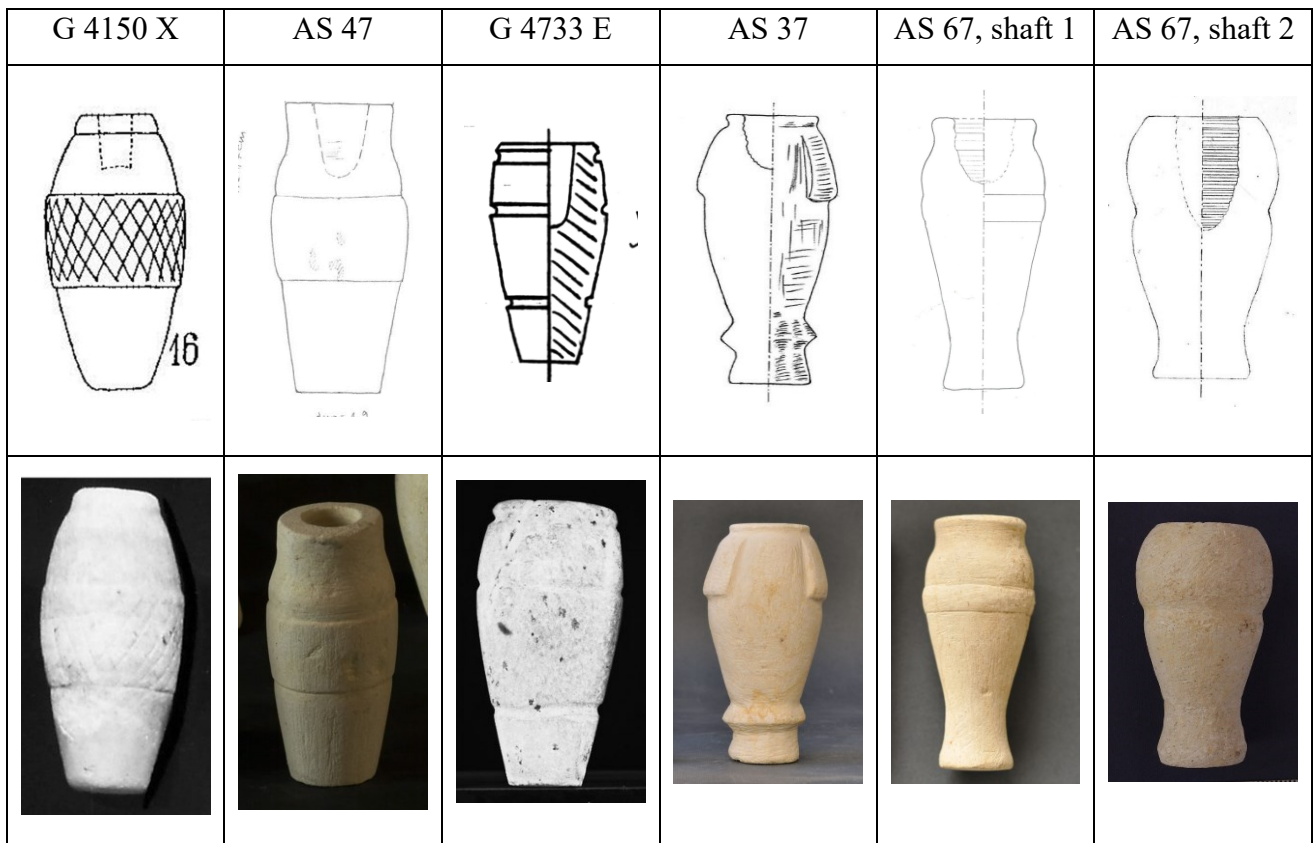 G 4150 X
AS 47
G 4733 E
AS 37
AS 67, shaft 1
AS 67, shaft 2
16